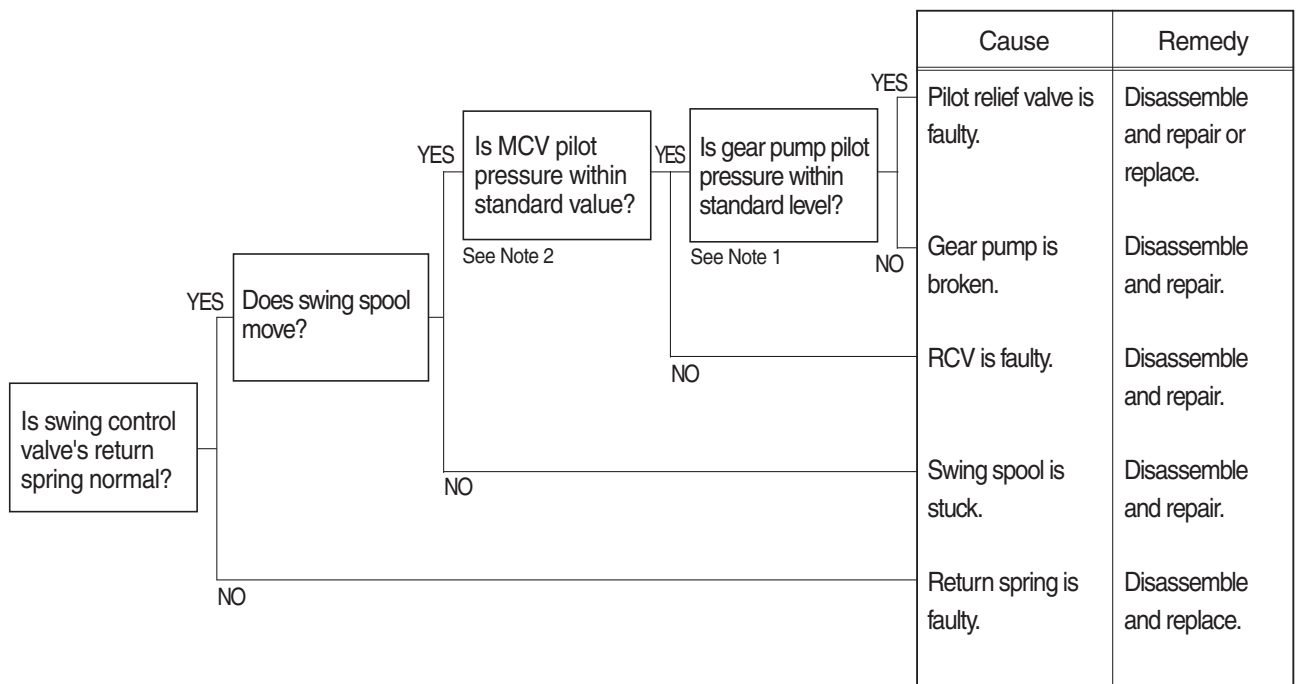 Cause
Remedy
YES
Pilot relief valve is
faulty.
Disassemble
and repair or
replace.
YES
Is MCV pilot
pressure within
standard value?
See Note 2
YES
Is gear pump pilot
pressure within
standard level?
See Note 1
NO
Gear pump is
broken.
Disassemble
and repair.
YES
Does swing spool
move?
NO
RCV is faulty.
Disassemble
and repair.
Is swing control
valve's return
spring normal?
NO
Swing spool is
stuck.
Disassemble
and repair.
NO
Return spring is
faulty.
Disassemble
and replace.